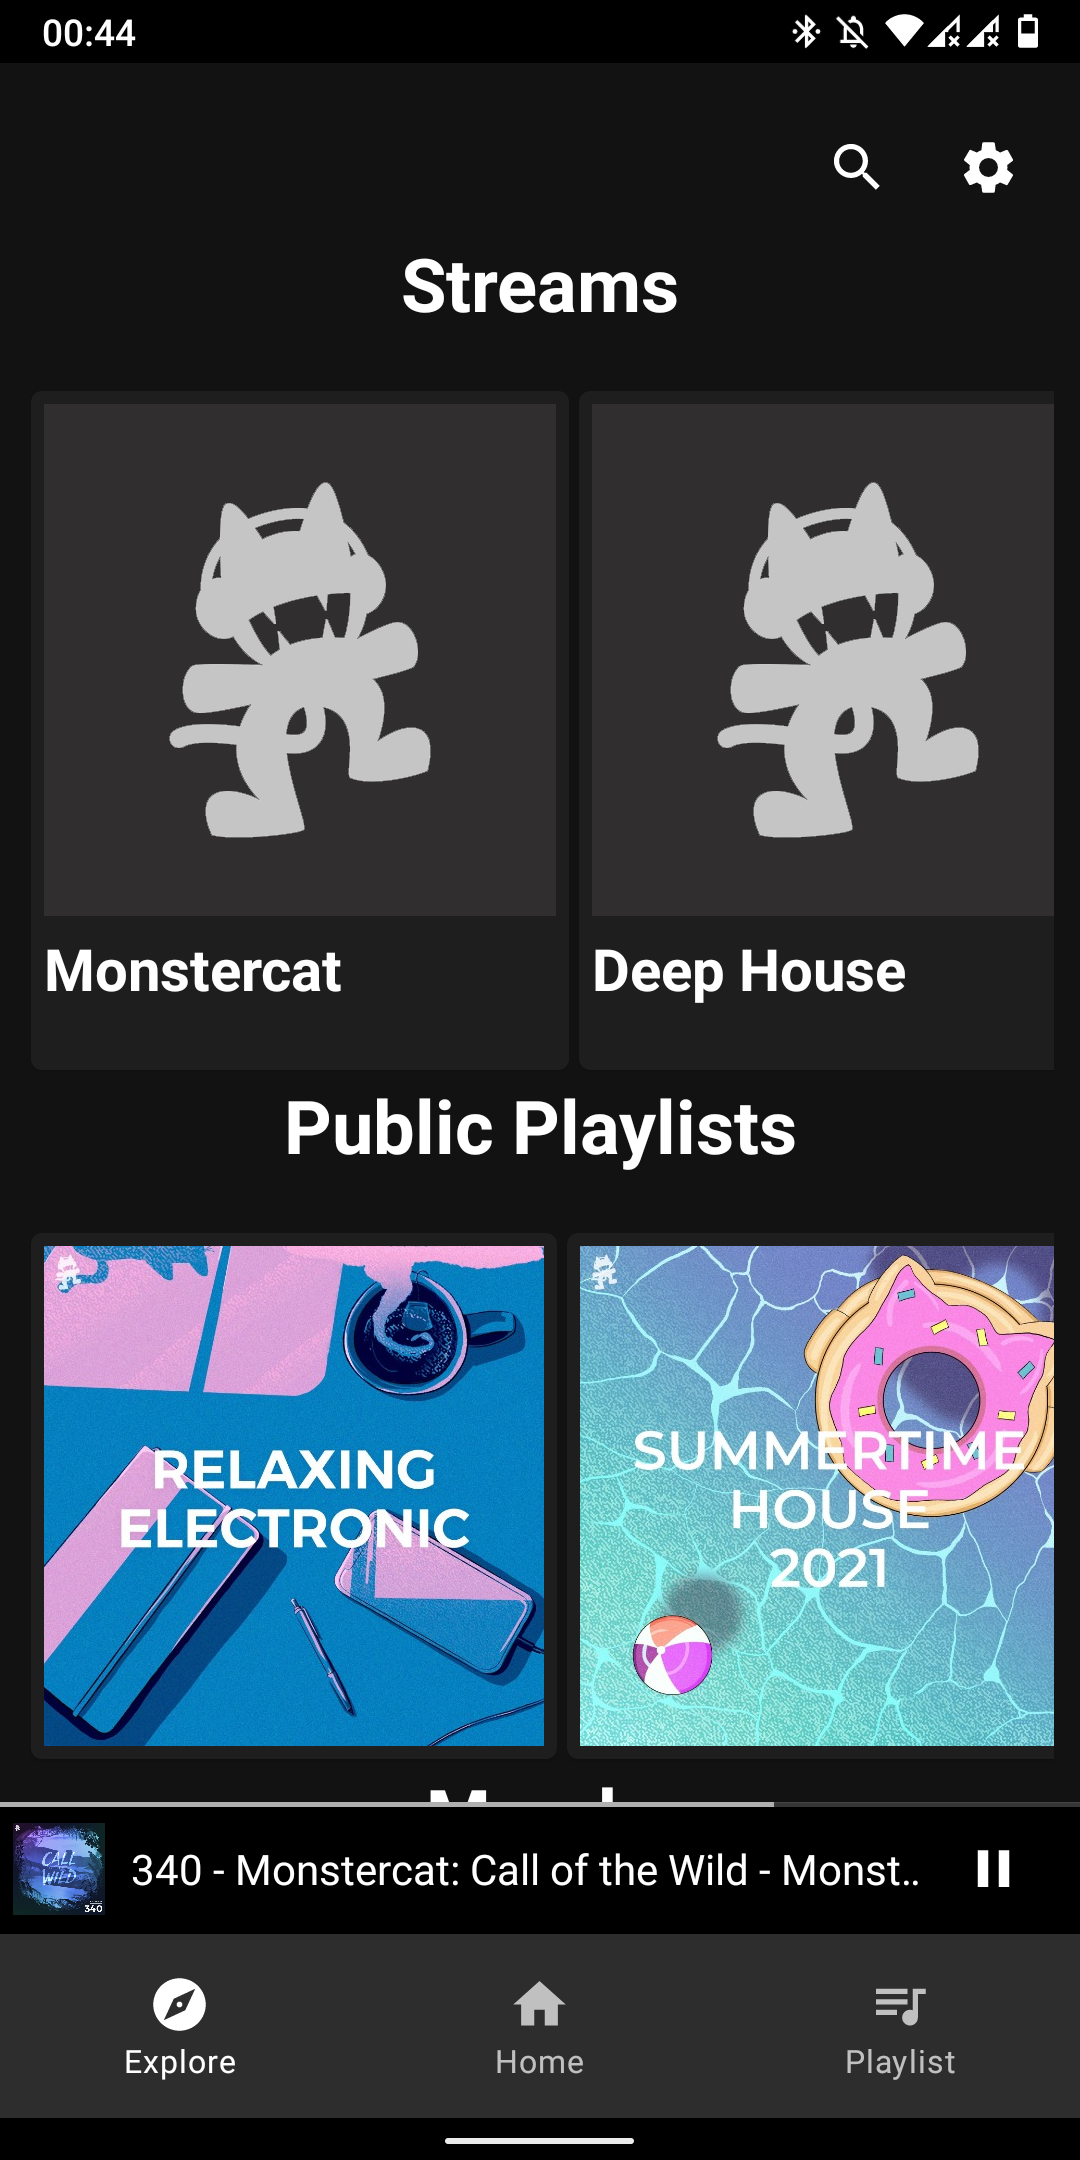 00:44
Streams
Monstercat
Deep House
Public Playlists
RELAXING
ELECTRONIC
SUMMERTIME
HOUSE
2021
CALL
WILD
340
340 - Monstercat: Call of the Wild - Monst..
Explore
Home
Playlist